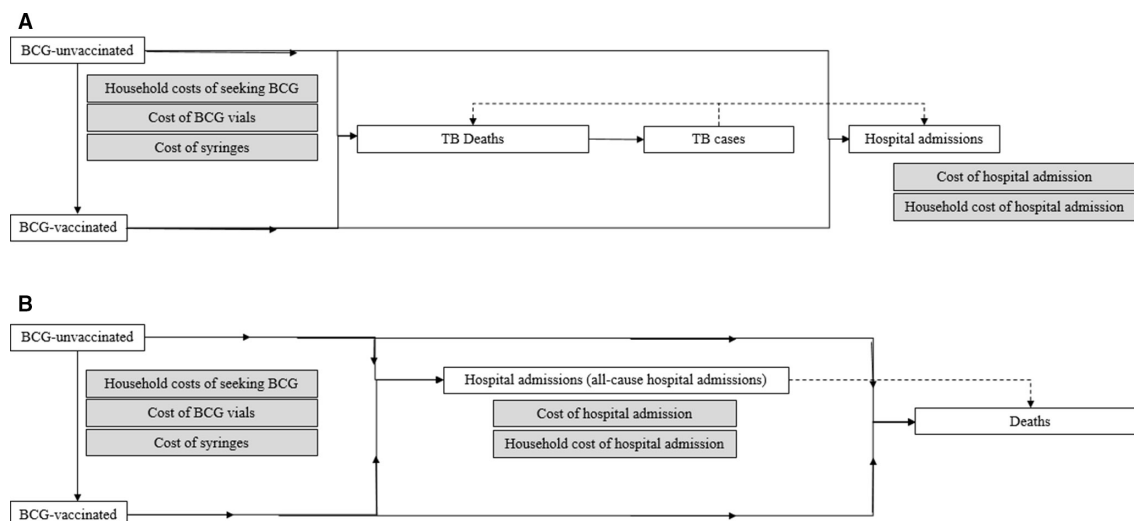 A
BCG-unvaccinated
Household costs of seeking BCG
Cost of BCG vials
Cost of syringes
TB Deaths
TB cases
Hospital admissions
Cost of hospital admission
Household cost of hospital admission
BCG-vaccinated
B
BCG-unvaccinated
Household costs of seeking BCG
Cost of BCG vials
Cost of syringes
Hospital admissions (all-cause hospital admissions)
Cost of hospital admission
Household cost of hospital admission
Deaths
BCG-vaccinated